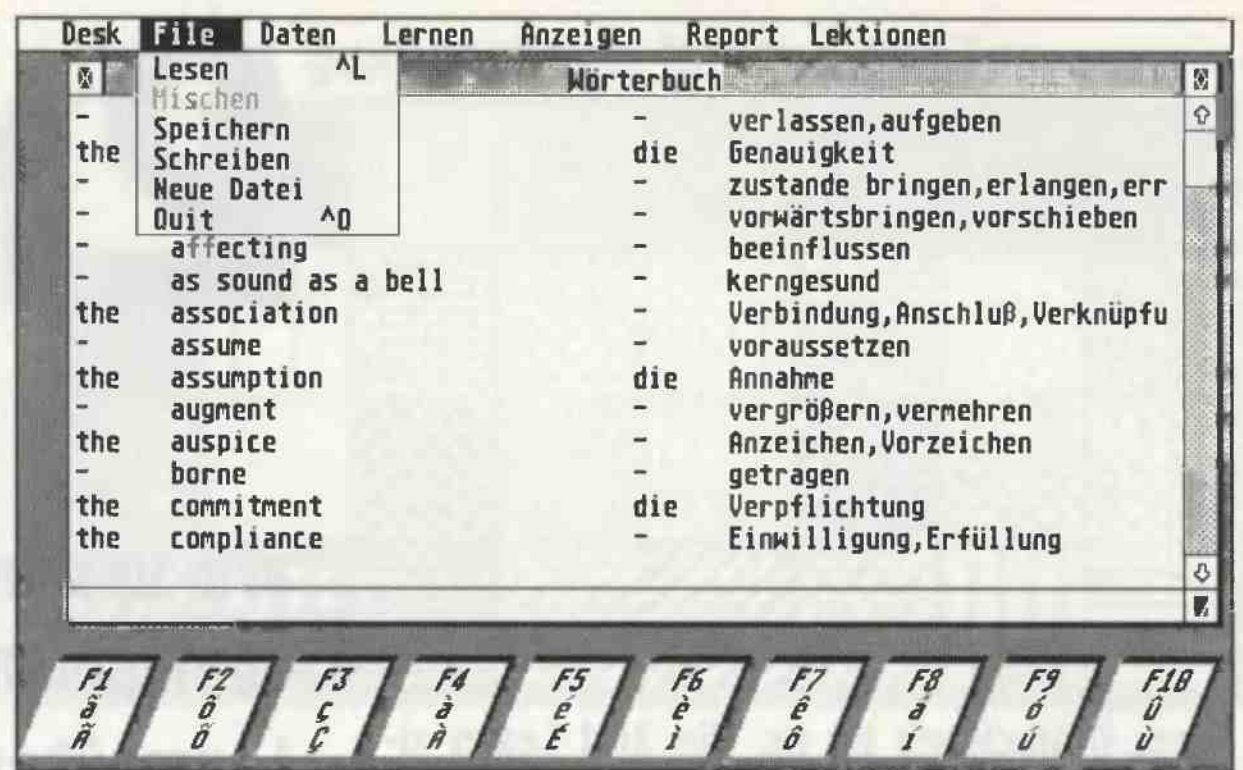 Desk File Daten Lernen Anzeigen Report Lektionen
Wörterbuch
Lesen ^L
Mischen
Speichern
Schreiben
Neue Datei
Quit ^Q
- - verlassen,aufgeben
the die Genauigkeit
- - zustande bringen,erlangen,err
- - vorwärtsbringen,vorschieben
- affecting - beeinflussen
- as sound as a bell - kerngesund
the association - Verbindung,Anschluß,Verknüpfu
- assume - voraussetzen
the assumption die Annahme
- augment - vergrößern,vermehren
the auspice - Anzeichen,Vorzeichen
- borne - getragen
the commitment die Verpflichtung
the compliance - Einwilligung,Erfüllung
F1 F2 F3 F4 F5 F6 F7 F8 F9 F10
ã ô ç à é è ê á ó û
Ã õ Ç À É ì ô í ú ù